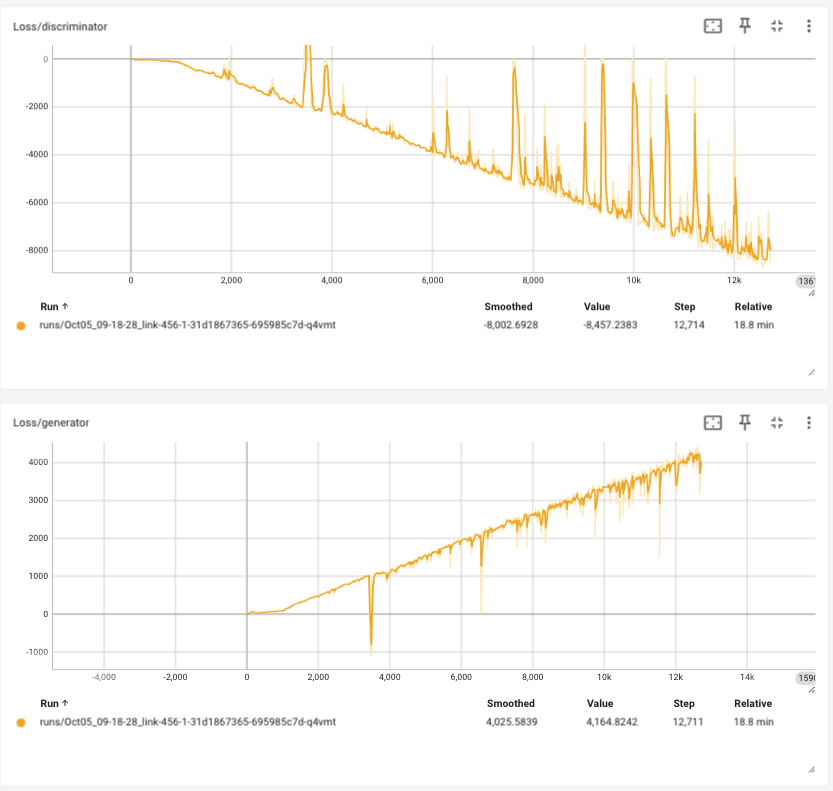 Loss/discriminator
0
-2000
-4000
-6000
-8000
0 2,000 4,000 6,000 8,000 10k 12k 136
Run ↑ Smoothed Value Step Relative
runs/Oct05_09-18-28_link-456-1-31d1867365-695985c7d-q4vmt -8,002.6928 -8,457.2383 12,714 18.8 min
Loss/generator
4000
3000
2000
1000
0
-1000
-4,000 -2,000 0 2,000 4,000 6,000 8,000 10k 12k 14k 159
Run ↑ Smoothed Value Step Relative
runs/Oct05_09-18-28_link-456-1-31d1867365-695985c7d-q4vmt 4,025.5839 4,164.8242 12,711 18.8 min